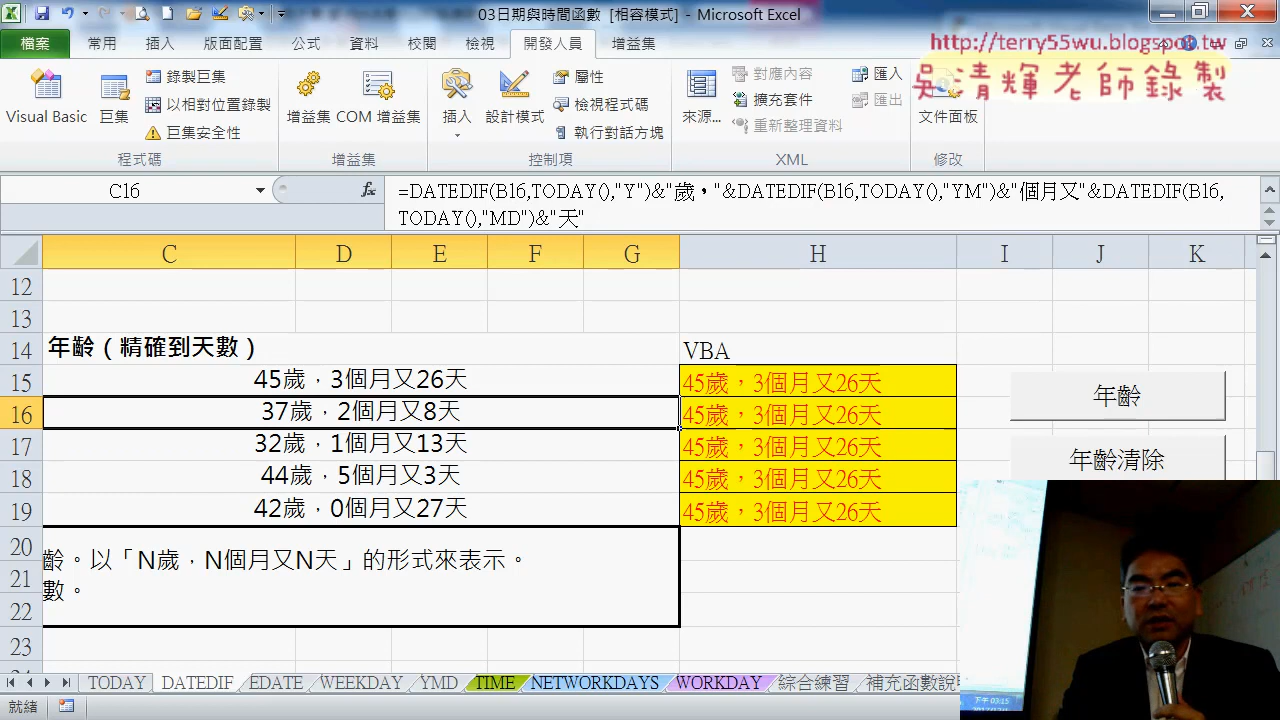 03日期與時間函數 [相容模式] - Microsoft Excel
檔案 常用 插入 版面配置 公式 資料 校閱 檢視 開發人員 增益集
http://terry55wu.blogspot.tw
吳清輝老師錄製
Visual Basic 巨集 錄製巨集 以相對位置錄製 巨集安全性
增益集 COM 增益集
插入 設計模式 屬性 檢視程式碼 執行對話方塊
來源... 對應內容 擴充套件 重新整理資料 匯入 匯出
文件面板
程式碼 增益集 控制項 XML 修改
C16 fx =DATEDIF(B16,TODAY(),"Y")&"歲，"&DATEDIF(B16,TODAY(),"YM")&"個月又"&DATEDIF(B16,
TODAY(),"MD")&"天"
C D E F G H I J K
12
13
14 年齡（精確到天數） VBA
15 45歲，3個月又26天 45歲，3個月又26天 年齡
16 37歲，2個月又8天 45歲，3個月又26天
17 32歲，1個月又13天 45歲，3個月又26天 年齡清除
18 44歲，5個月又3天 45歲，3個月又26天
19 42歲，0個月又27天 45歲，3個月又26天
20 齡。以「N歲，N個月又N天」的形式來表示。
21 數。
22
23
TODAY DATEDIF EDATE WEEKDAY YMD TIME NETWORKDAYS WORKDAY 綜合練習 補充函數說
就緒
下午 03:15